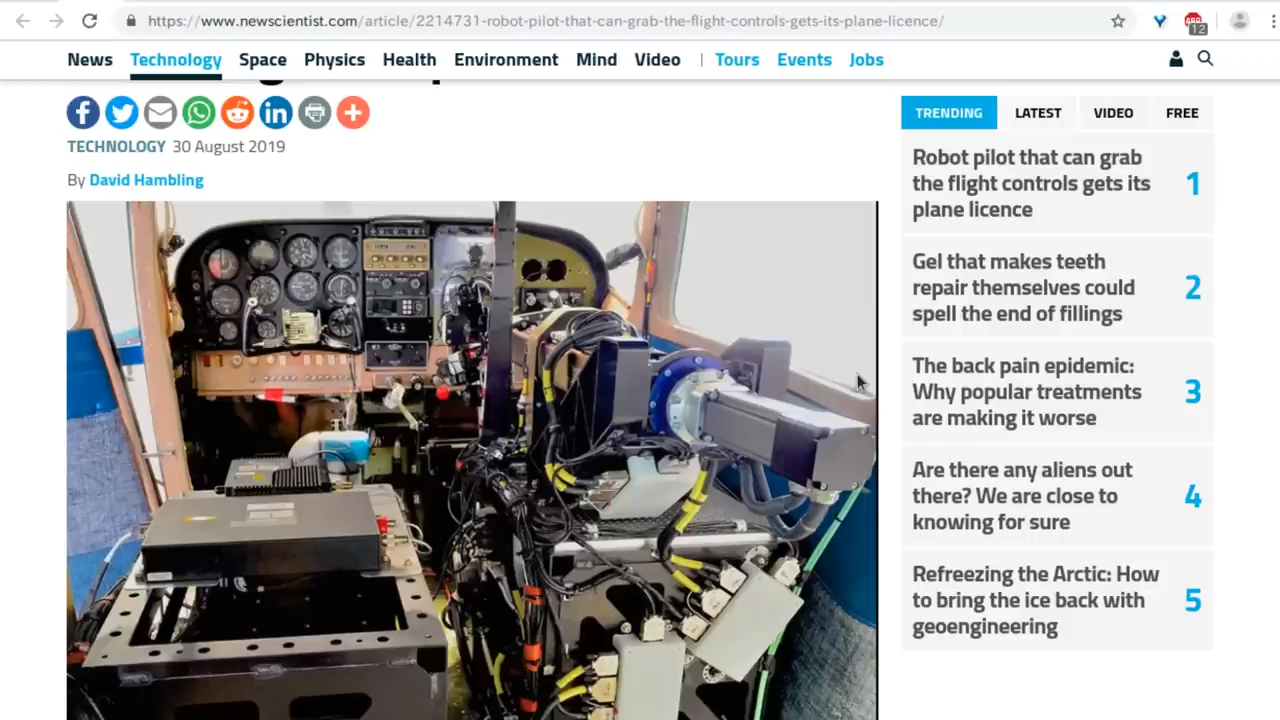 https://www.newscientist.com/article/2214731-robot-pilot-that-can-grab-the-flight-controls-gets-its-plane-licence/
12
News Technology Space Physics Health Environment Mind Video | Tours Events Jobs
TECHNOLOGY 30 August 2019
By David Hambling
TRENDING LATEST VIDEO FREE
Robot pilot that can grab
the flight controls gets its
plane licence
1
Gel that makes teeth
repair themselves could
spell the end of fillings
2
The back pain epidemic:
Why popular treatments
are making it worse
3
Are there any aliens out
there? We are close to
knowing for sure
4
Refreezing the Arctic: How
to bring the ice back with
geoengineering
5